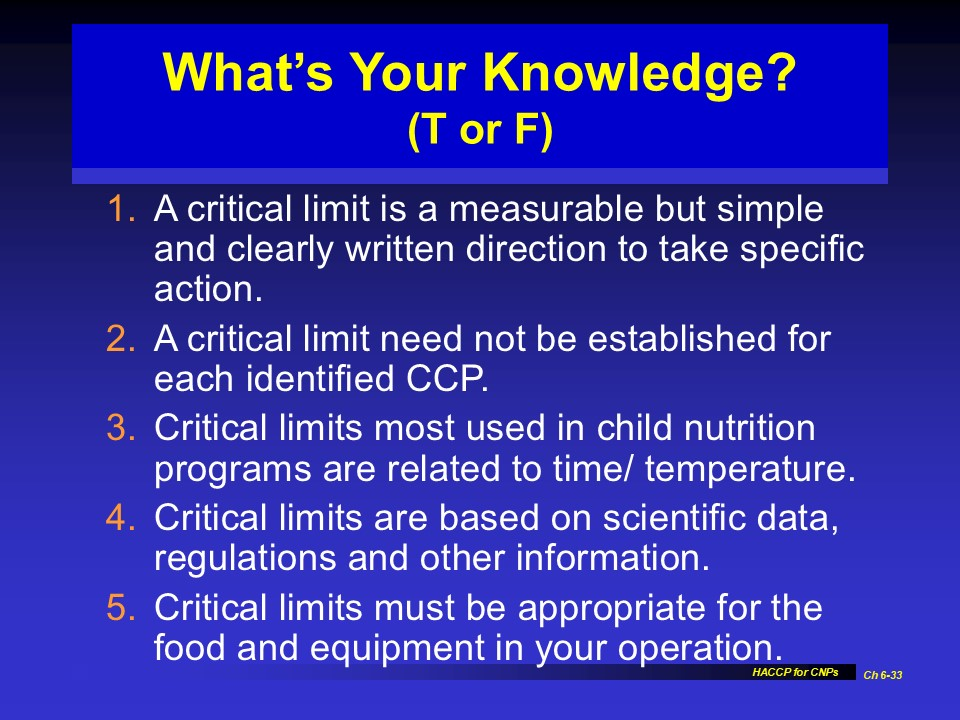 What’s Your Knowledge?
(T or F)
1. A critical limit is a measurable but simple
and clearly written direction to take specific
action.
2. A critical limit need not be established for
each identified CCP.
3. Critical limits most used in child nutrition
programs are related to time/ temperature.
4. Critical limits are based on scientific data,
regulations and other information.
5. Critical limits must be appropriate for the
food and equipment in your operation.
HACCP for CNPs
Ch 6-33